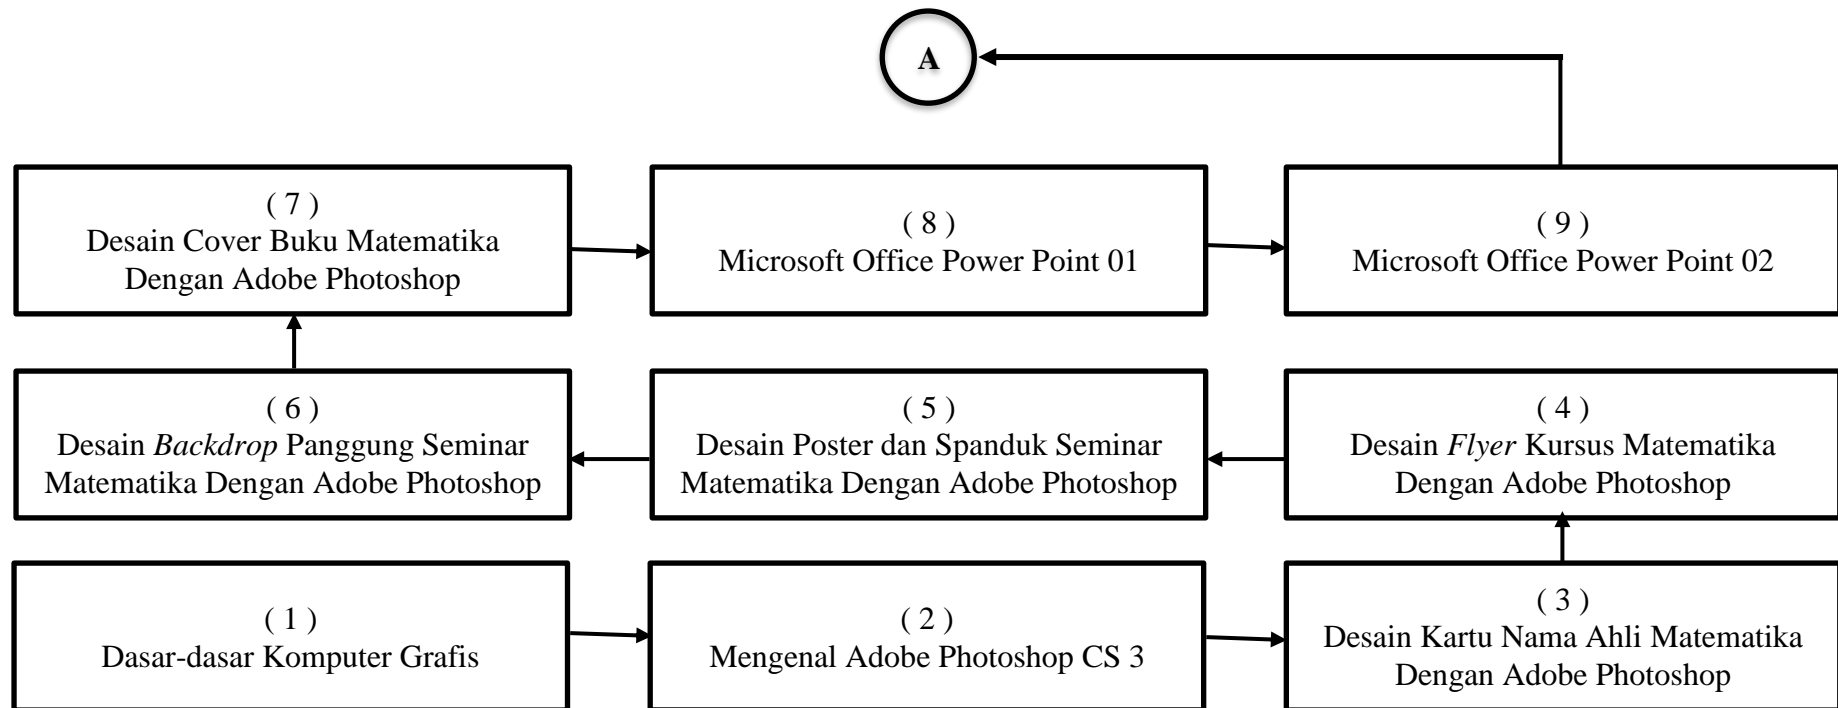 A
( 7 )
Desain Cover Buku Matematika
Dengan Adobe Photoshop
( 8 )
Microsoft Office Power Point 01
( 9 )
Microsoft Office Power Point 02
( 6 )
Desain Backdrop Panggung Seminar
Matematika Dengan Adobe Photoshop
( 5 )
Desain Poster dan Spanduk Seminar
Matematika Dengan Adobe Photoshop
( 4 )
Desain Flyer Kursus Matematika
Dengan Adobe Photoshop
( 1 )
Dasar-dasar Komputer Grafis
( 2 )
Mengenal Adobe Photoshop CS 3
( 3 )
Desain Kartu Nama Ahli Matematika
Dengan Adobe Photoshop